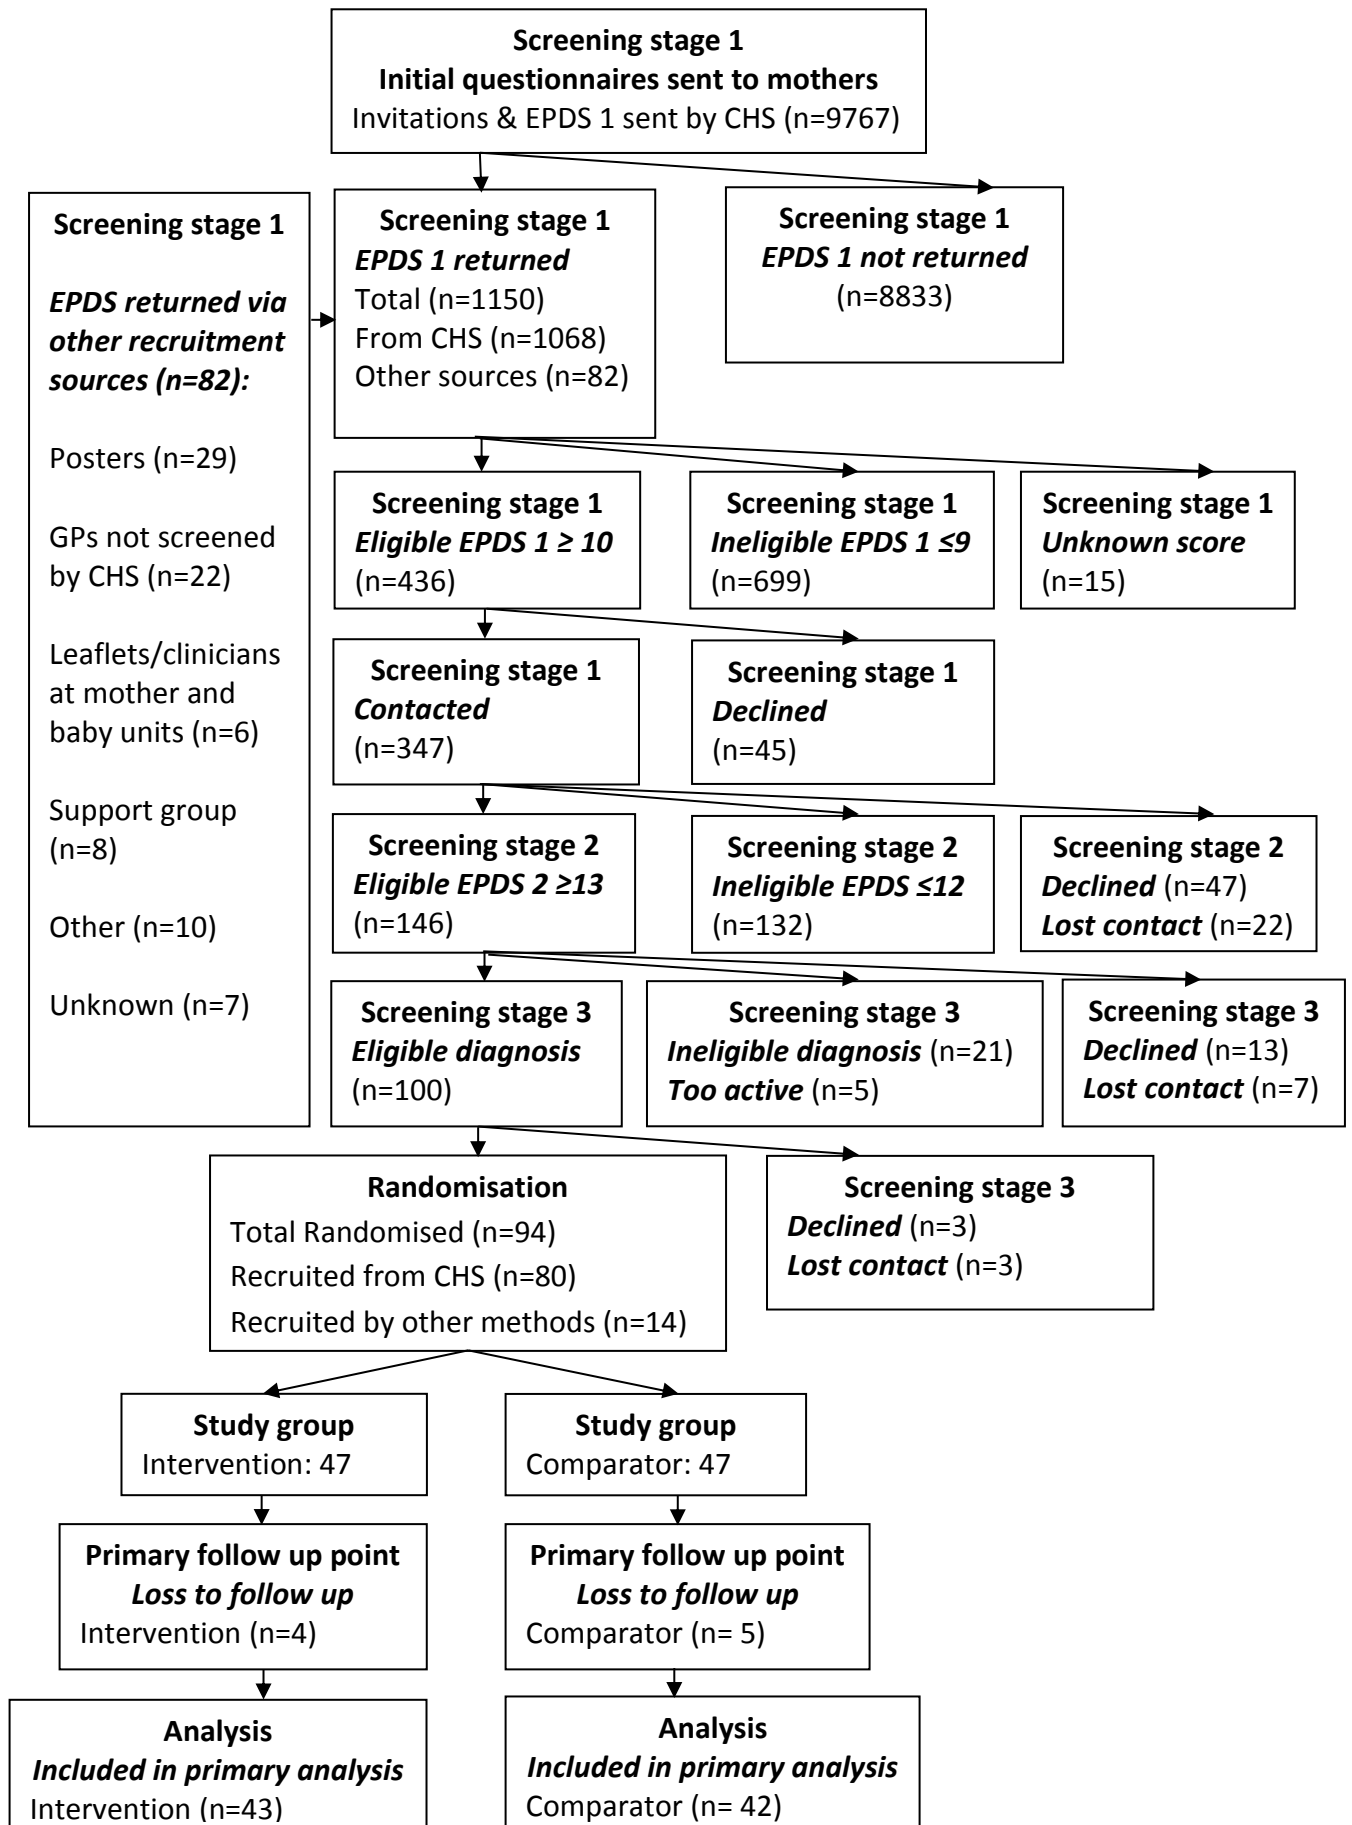 Screening stage 1
Initial questionnaires sent to mothers
Invitations & EPDS 1 sent by CHS (n=9767)
Screening stage 1
EPDS returned via
other recruitment
sources (n=82):
Posters (n=29)
GPs not screened
by CHS (n=22)
Leaflets/clinicians
at mother and
baby units (n=6)
Support group
(n=8)
Other (n=10)
Unknown (n=7)
Screening stage 1
EPDS 1 returned
Total (n=1150)
From CHS (n=1068)
Other sources (n=82)
Screening stage 1
EPDS 1 not returned
(n=8833)
Screening stage 1
Eligible EPDS 1 ≥ 10
(n=436)
Screening stage 1
Ineligible EPDS 1 ≤9
(n=699)
Screening stage 1
Unknown score
(n=15)
Screening stage 1
Contacted
(n=347)
Screening stage 1
Declined
(n=45)
Screening stage 2
Eligible EPDS 2 ≥13
(n=146)
Screening stage 2
Ineligible EPDS ≤12
(n=132)
Screening stage 2
Declined (n=47)
Lost contact (n=22)
Screening stage 3
Eligible diagnosis
(n=100)
Screening stage 3
Ineligible diagnosis (n=21)
Too active (n=5)
Screening stage 3
Declined (n=13)
Lost contact (n=7)
Randomisation
Total Randomised (n=94)
Recruited from CHS (n=80)
Recruited by other methods (n=14)
Screening stage 3
Declined (n=3)
Lost contact (n=3)
Study group
Intervention: 47
Study group
Comparator: 47
Primary follow up point
Loss to follow up
Intervention (n=4)
Primary follow up point
Loss to follow up
Comparator (n= 5)
Analysis
Included in primary analysis
Intervention (n=43)
Analysis
Included in primary analysis
Comparator (n= 42)